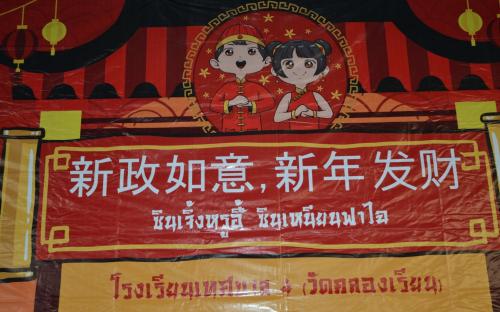 新政如意,新年发财
ซินเจิ้งหรูอี้ ซินเหนียนฟาไฉ
โรงเรียนเทศบาล ๔ (วัดคลองเรียน)